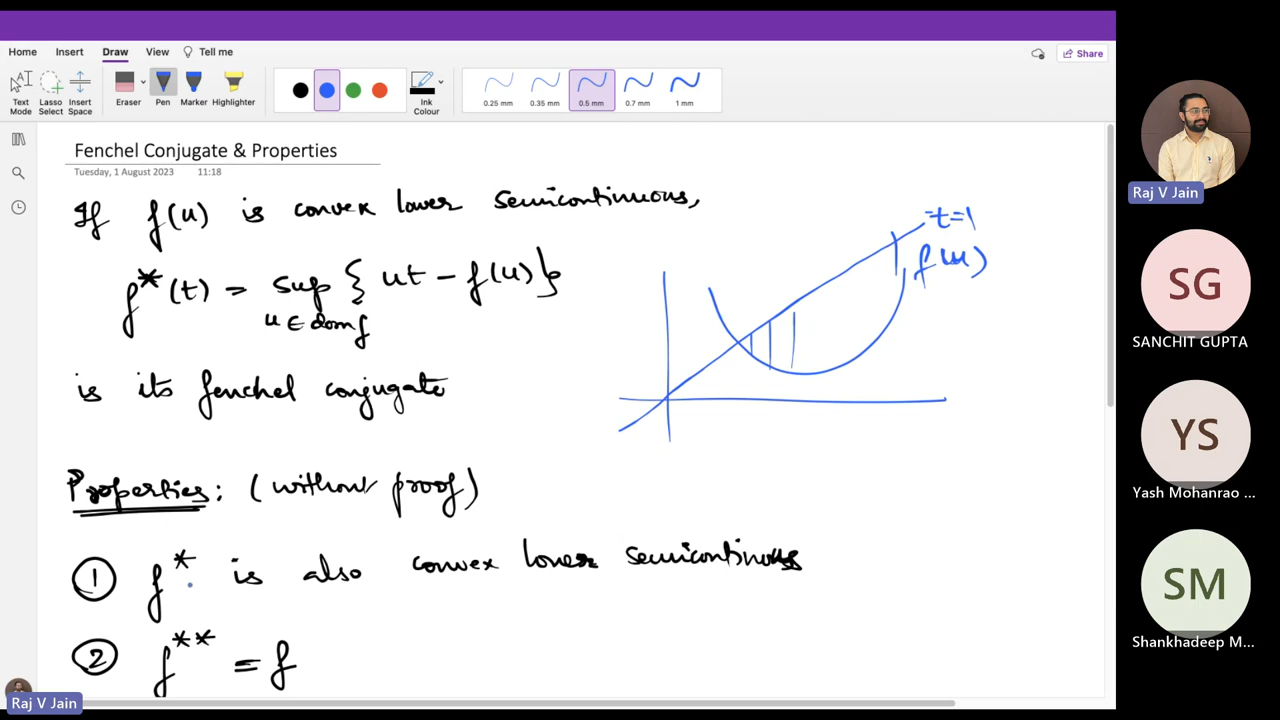 Home Insert Draw View Tell me
Share
Text Mode Lasso Select Insert Space Eraser Pen Marker Highlighter Ink Colour 0.25 mm 0.35 mm 0.5 mm 0.7 mm 1 mm
Fenchel Conjugate & Properties
Tuesday, 1 August 2023 11:18
If f(u) is convex lower semicontinuous,
t=1
f(u)
f*(t) = sup { ut - f(u) }
u ∈ domf
is its fenchel conjugate
Properties: (without proof)
① f* is also convex lower semicontinuous
② f** = f
Raj V Jain
Raj V Jain
SG
SANCHIT GUPTA
YS
Yash Mohanrao ...
SM
Shankhadeep M...